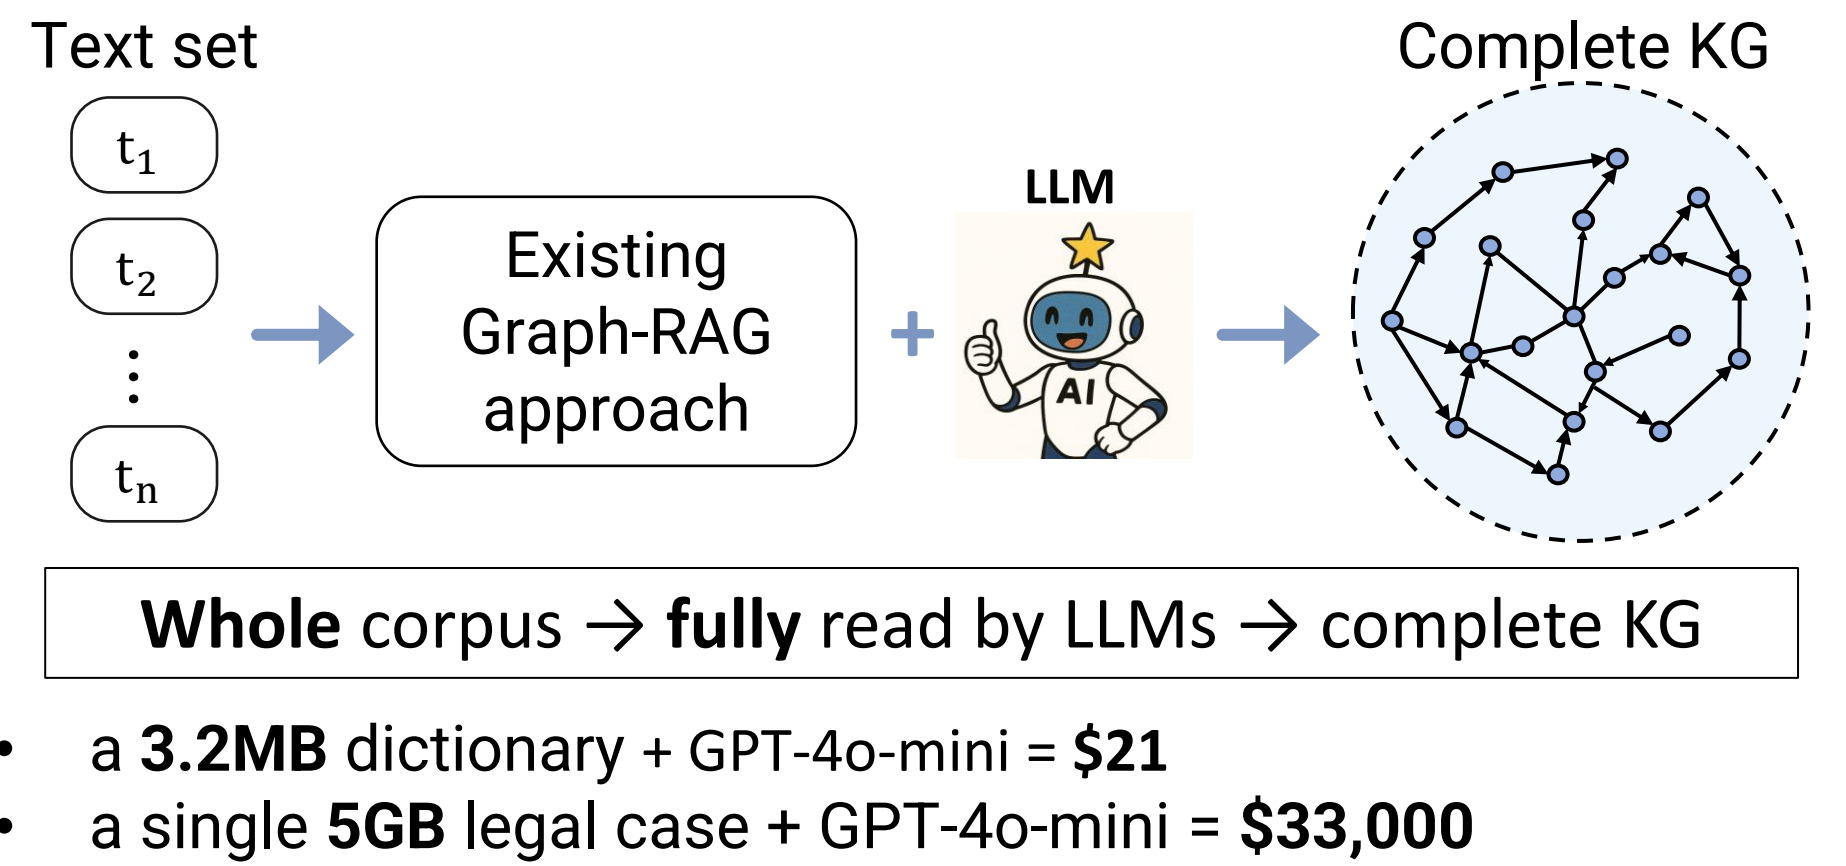 Text set
Complete KG
t₁
t₂
⋮
tₙ
Existing
Graph-RAG
approach
+
LLM
AI
Whole corpus → fully read by LLMs → complete KG
• a 3.2MB dictionary + GPT-4o-mini = $21
• a single 5GB legal case + GPT-4o-mini = $33,000